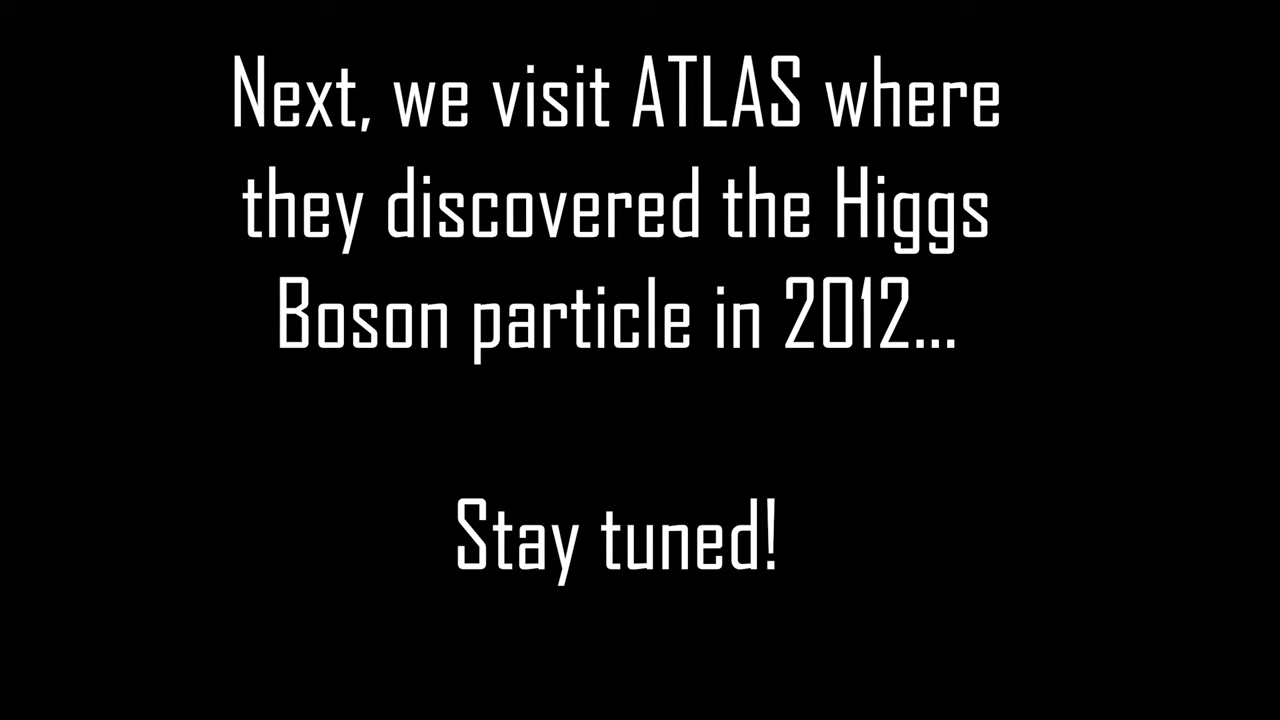 Next, we visit ATLAS where
they discovered the Higgs
Boson particle in 2012...
Stay tuned!